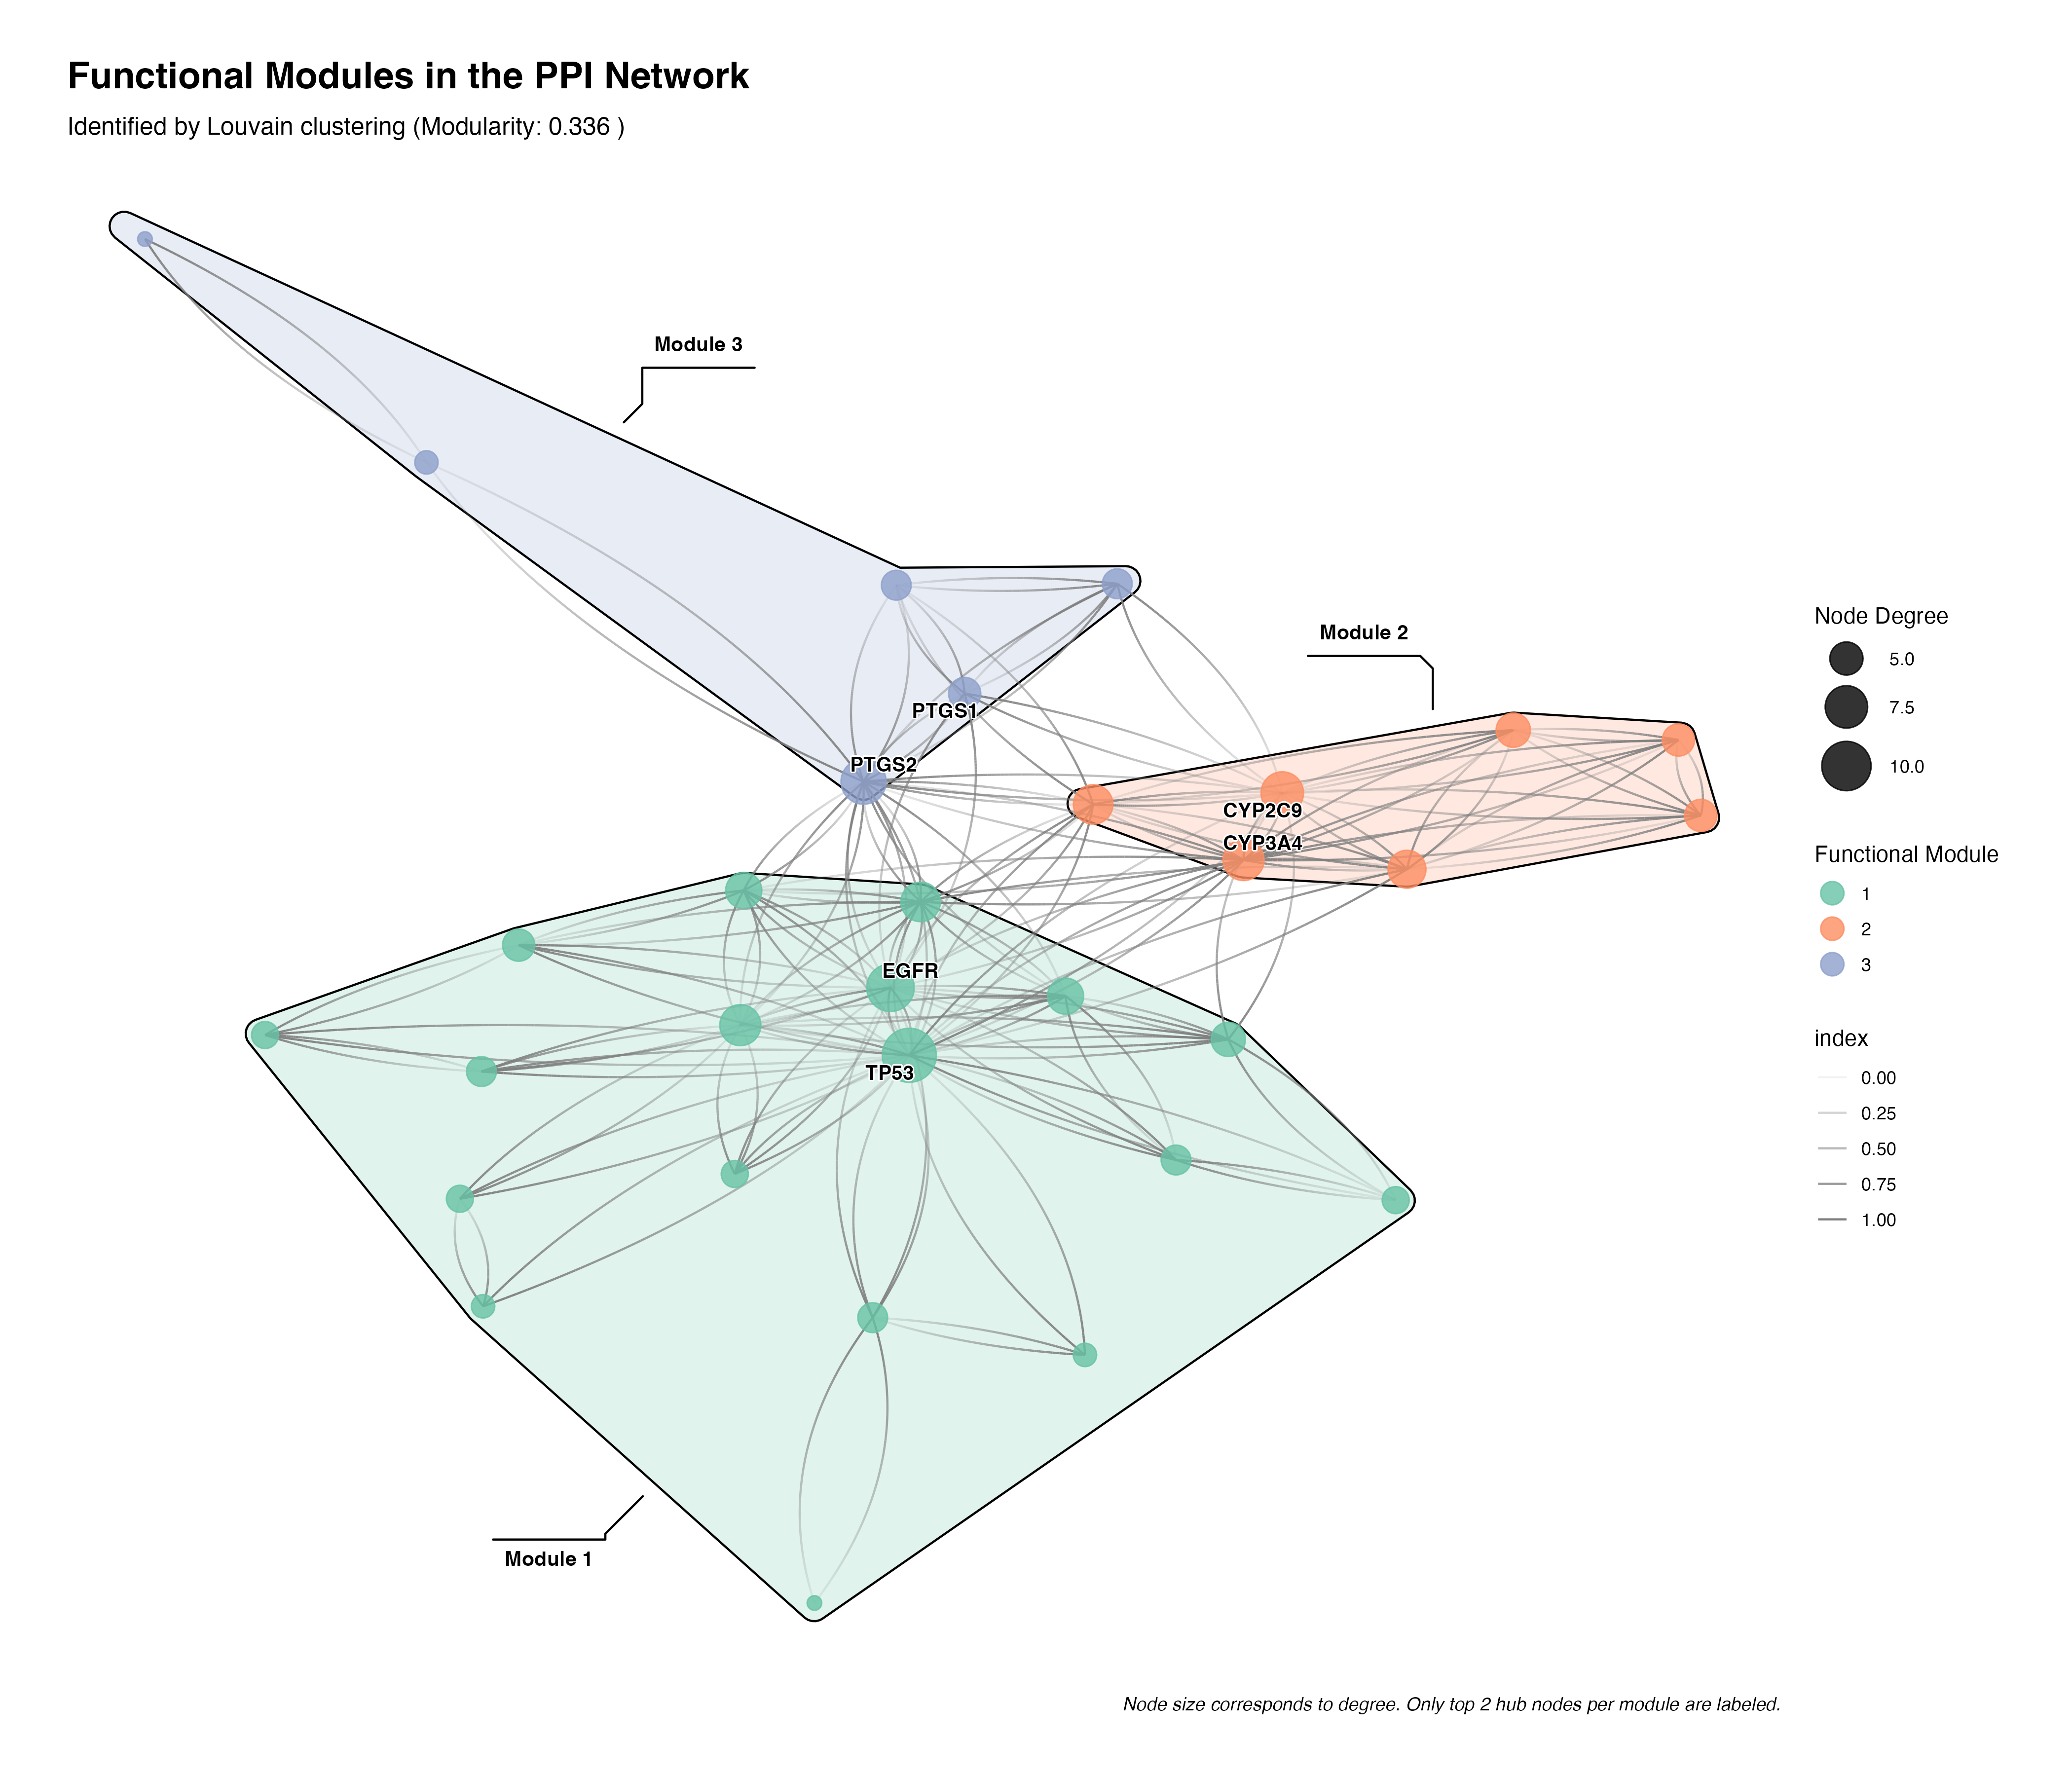 Functional Modules in the PPI Network
Identified by Louvain clustering (Modularity: 0.336 )
Module 3
Module 2
PTGS1
PTGS2
CYP2C9
CYP3A4
EGFR
TP53
Module 1
Node Degree
5.0
7.5
10.0
Functional Module
1
2
3
index
0.00
0.25
0.50
0.75
1.00
Node size corresponds to degree. Only top 2 hub nodes per module are labeled.